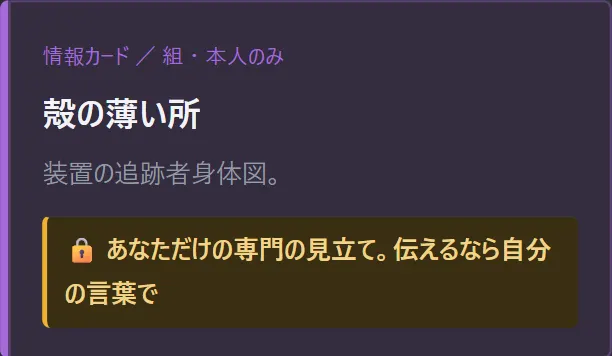 情報カード ／ 組 · 本人のみ
殻の薄い所
装置の追跡者身体図。
🔒 あなただけの専門の見立て。伝えるなら自分
の言葉で